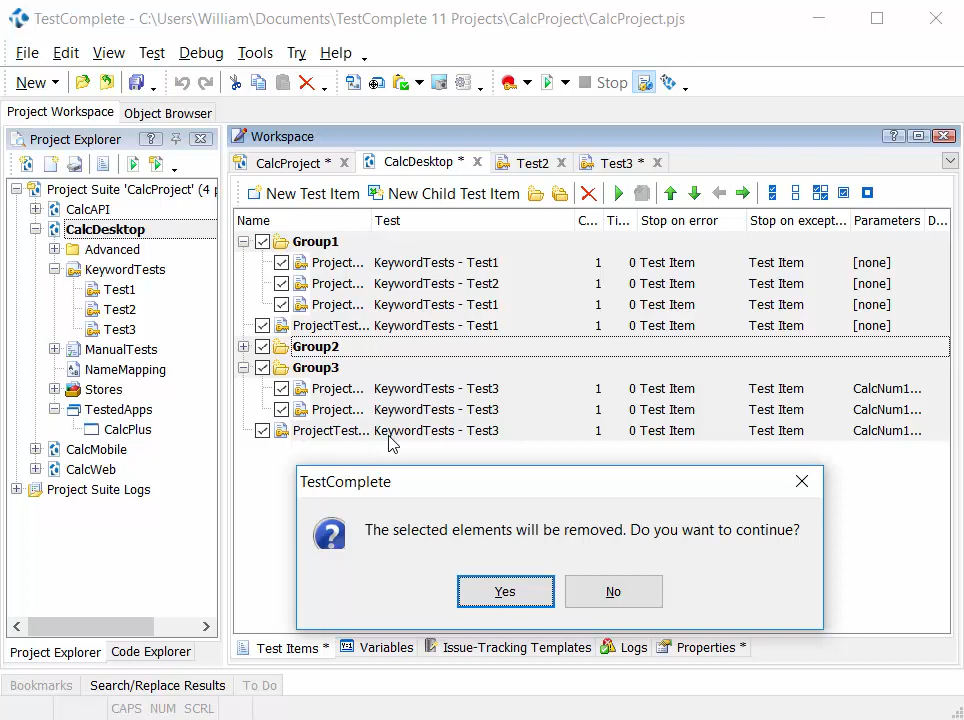 TestComplete - C:\Users\William\Documents\TestComplete 11 Projects\CalcProject\CalcProject.pjs
File Edit View Test Debug Tools Try Help
New Stop
Project Workspace Object Browser
Project Explorer
Project Suite 'CalcProject' (4 p
CalcAPI
CalcDesktop
Advanced
KeywordTests
Test1
Test2
Test3
ManualTests
NameMapping
Stores
TestedApps
CalcPlus
CalcMobile
CalcWeb
Project Suite Logs
Project Explorer Code Explorer
Workspace
CalcProject * CalcDesktop * Test2 Test3 *
New Test Item New Child Test Item
Name Test C... Ti... Stop on error Stop on except... Parameters D...
Group1
Project... KeywordTests - Test1 1 0 Test Item Test Item [none]
Project... KeywordTests - Test2 1 0 Test Item Test Item [none]
Project... KeywordTests - Test1 1 0 Test Item Test Item [none]
ProjectTest... KeywordTests - Test1 1 0 Test Item Test Item [none]
Group2
Group3
Project... KeywordTests - Test3 1 0 Test Item Test Item CalcNum1...
Project... KeywordTests - Test3 1 0 Test Item Test Item CalcNum1...
ProjectTest... KeywordTests - Test3 1 0 Test Item Test Item CalcNum1...
TestComplete
The selected elements will be removed. Do you want to continue?
Yes No
Test Items * Variables Issue-Tracking Templates Logs Properties *
Bookmarks Search/Replace Results To Do
CAPS NUM SCRL